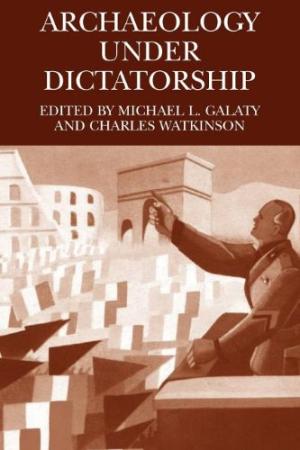 ARCHAEOLOGY
UNDER
DICTATORSHIP
EDITED BY MICHAEL L. GALATY
AND CHARLES WATKINSON